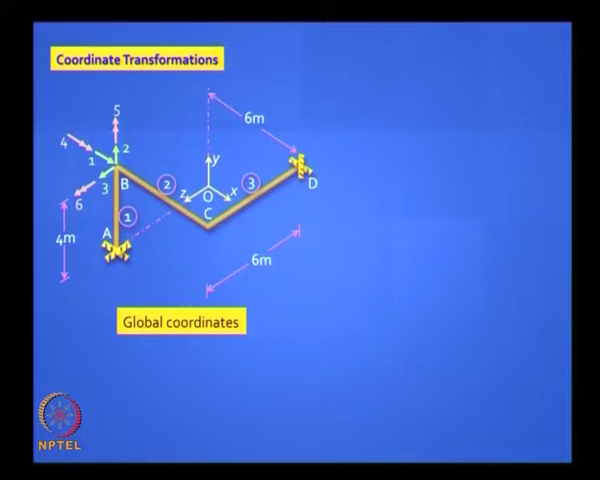 Coordinate Transformations
5
4
1
2
3
6
B
A
1
4m
2
y
z
O
x
C
3
D
6m
6m
Global coordinates
NPTEL